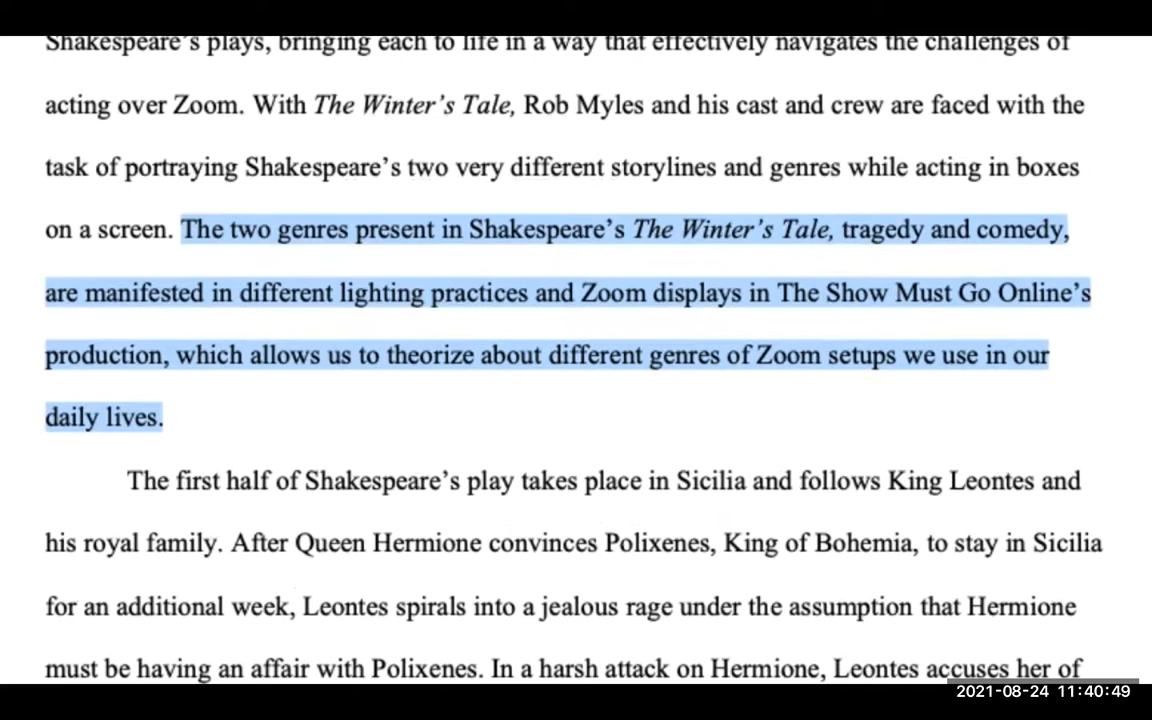 Shakespeare’s plays, bringing each to life in a way that effectively navigates the challenges of
acting over Zoom. With The Winter’s Tale, Rob Myles and his cast and crew are faced with the
task of portraying Shakespeare’s two very different storylines and genres while acting in boxes
on a screen. The two genres present in Shakespeare’s The Winter’s Tale, tragedy and comedy,
are manifested in different lighting practices and Zoom displays in The Show Must Go Online’s
production, which allows us to theorize about different genres of Zoom setups we use in our
daily lives.
The first half of Shakespeare’s play takes place in Sicilia and follows King Leontes and
his royal family. After Queen Hermione convinces Polixenes, King of Bohemia, to stay in Sicilia
for an additional week, Leontes spirals into a jealous rage under the assumption that Hermione
must be having an affair with Polixenes. In a harsh attack on Hermione, Leontes accuses her of
2021-08-24 11:40:49